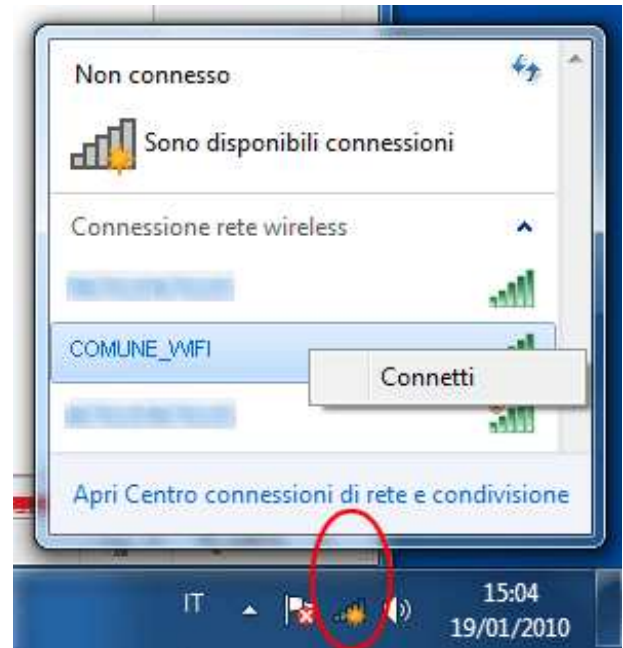 Non connesso
Sono disponibili connessioni
Connessione rete wireless
COMUNE_WIFI
Connetti
Apri Centro connessioni di rete e condivisione
IT
15:04
19/01/2010